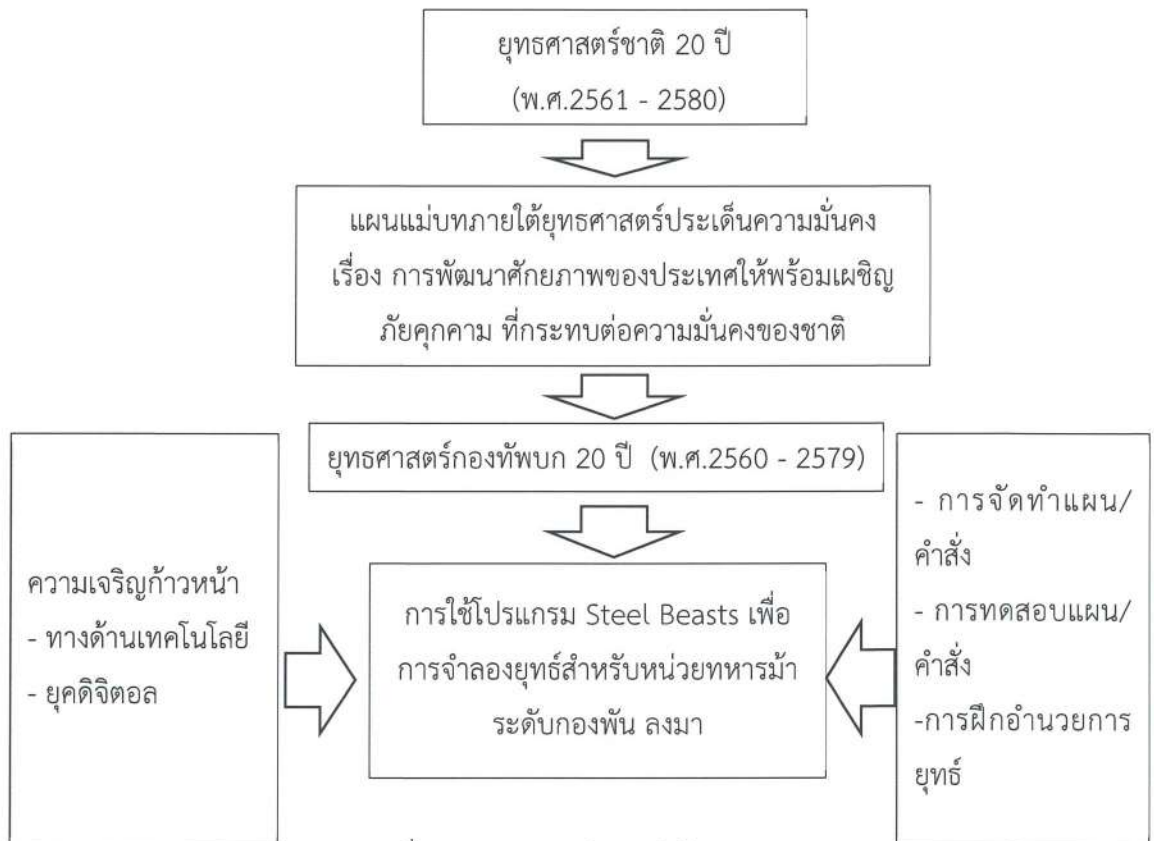 ยุทธศาสตร์ชาติ 20 ปี
(พ.ศ.2561 - 2580)
แผนแม่บทภายใต้ยุทธศาสตร์ประเด็นความมั่นคง
เรื่อง การพัฒนาศักยภาพของประเทศให้พร้อมเผชิญ
ภัยคุกคาม ที่กระทบต่อความมั่นคงของชาติ
ยุทธศาสตร์กองทัพบก 20 ปี (พ.ศ.2560 - 2579)
ความเจริญก้าวหน้า
- ทางด้านเทคโนโลยี
- ยุคดิจิตอล
การใช้โปรแกรม Steel Beasts เพื่อ
การจำลองยุทธ์สำหรับหน่วยทหารม้า
ระดับกองพัน ลงมา
- การจัดทำแผน/
คำสั่ง
- การทดสอบแผน/
คำสั่ง
-การฝึกอำนวยการ
ยุทธ์